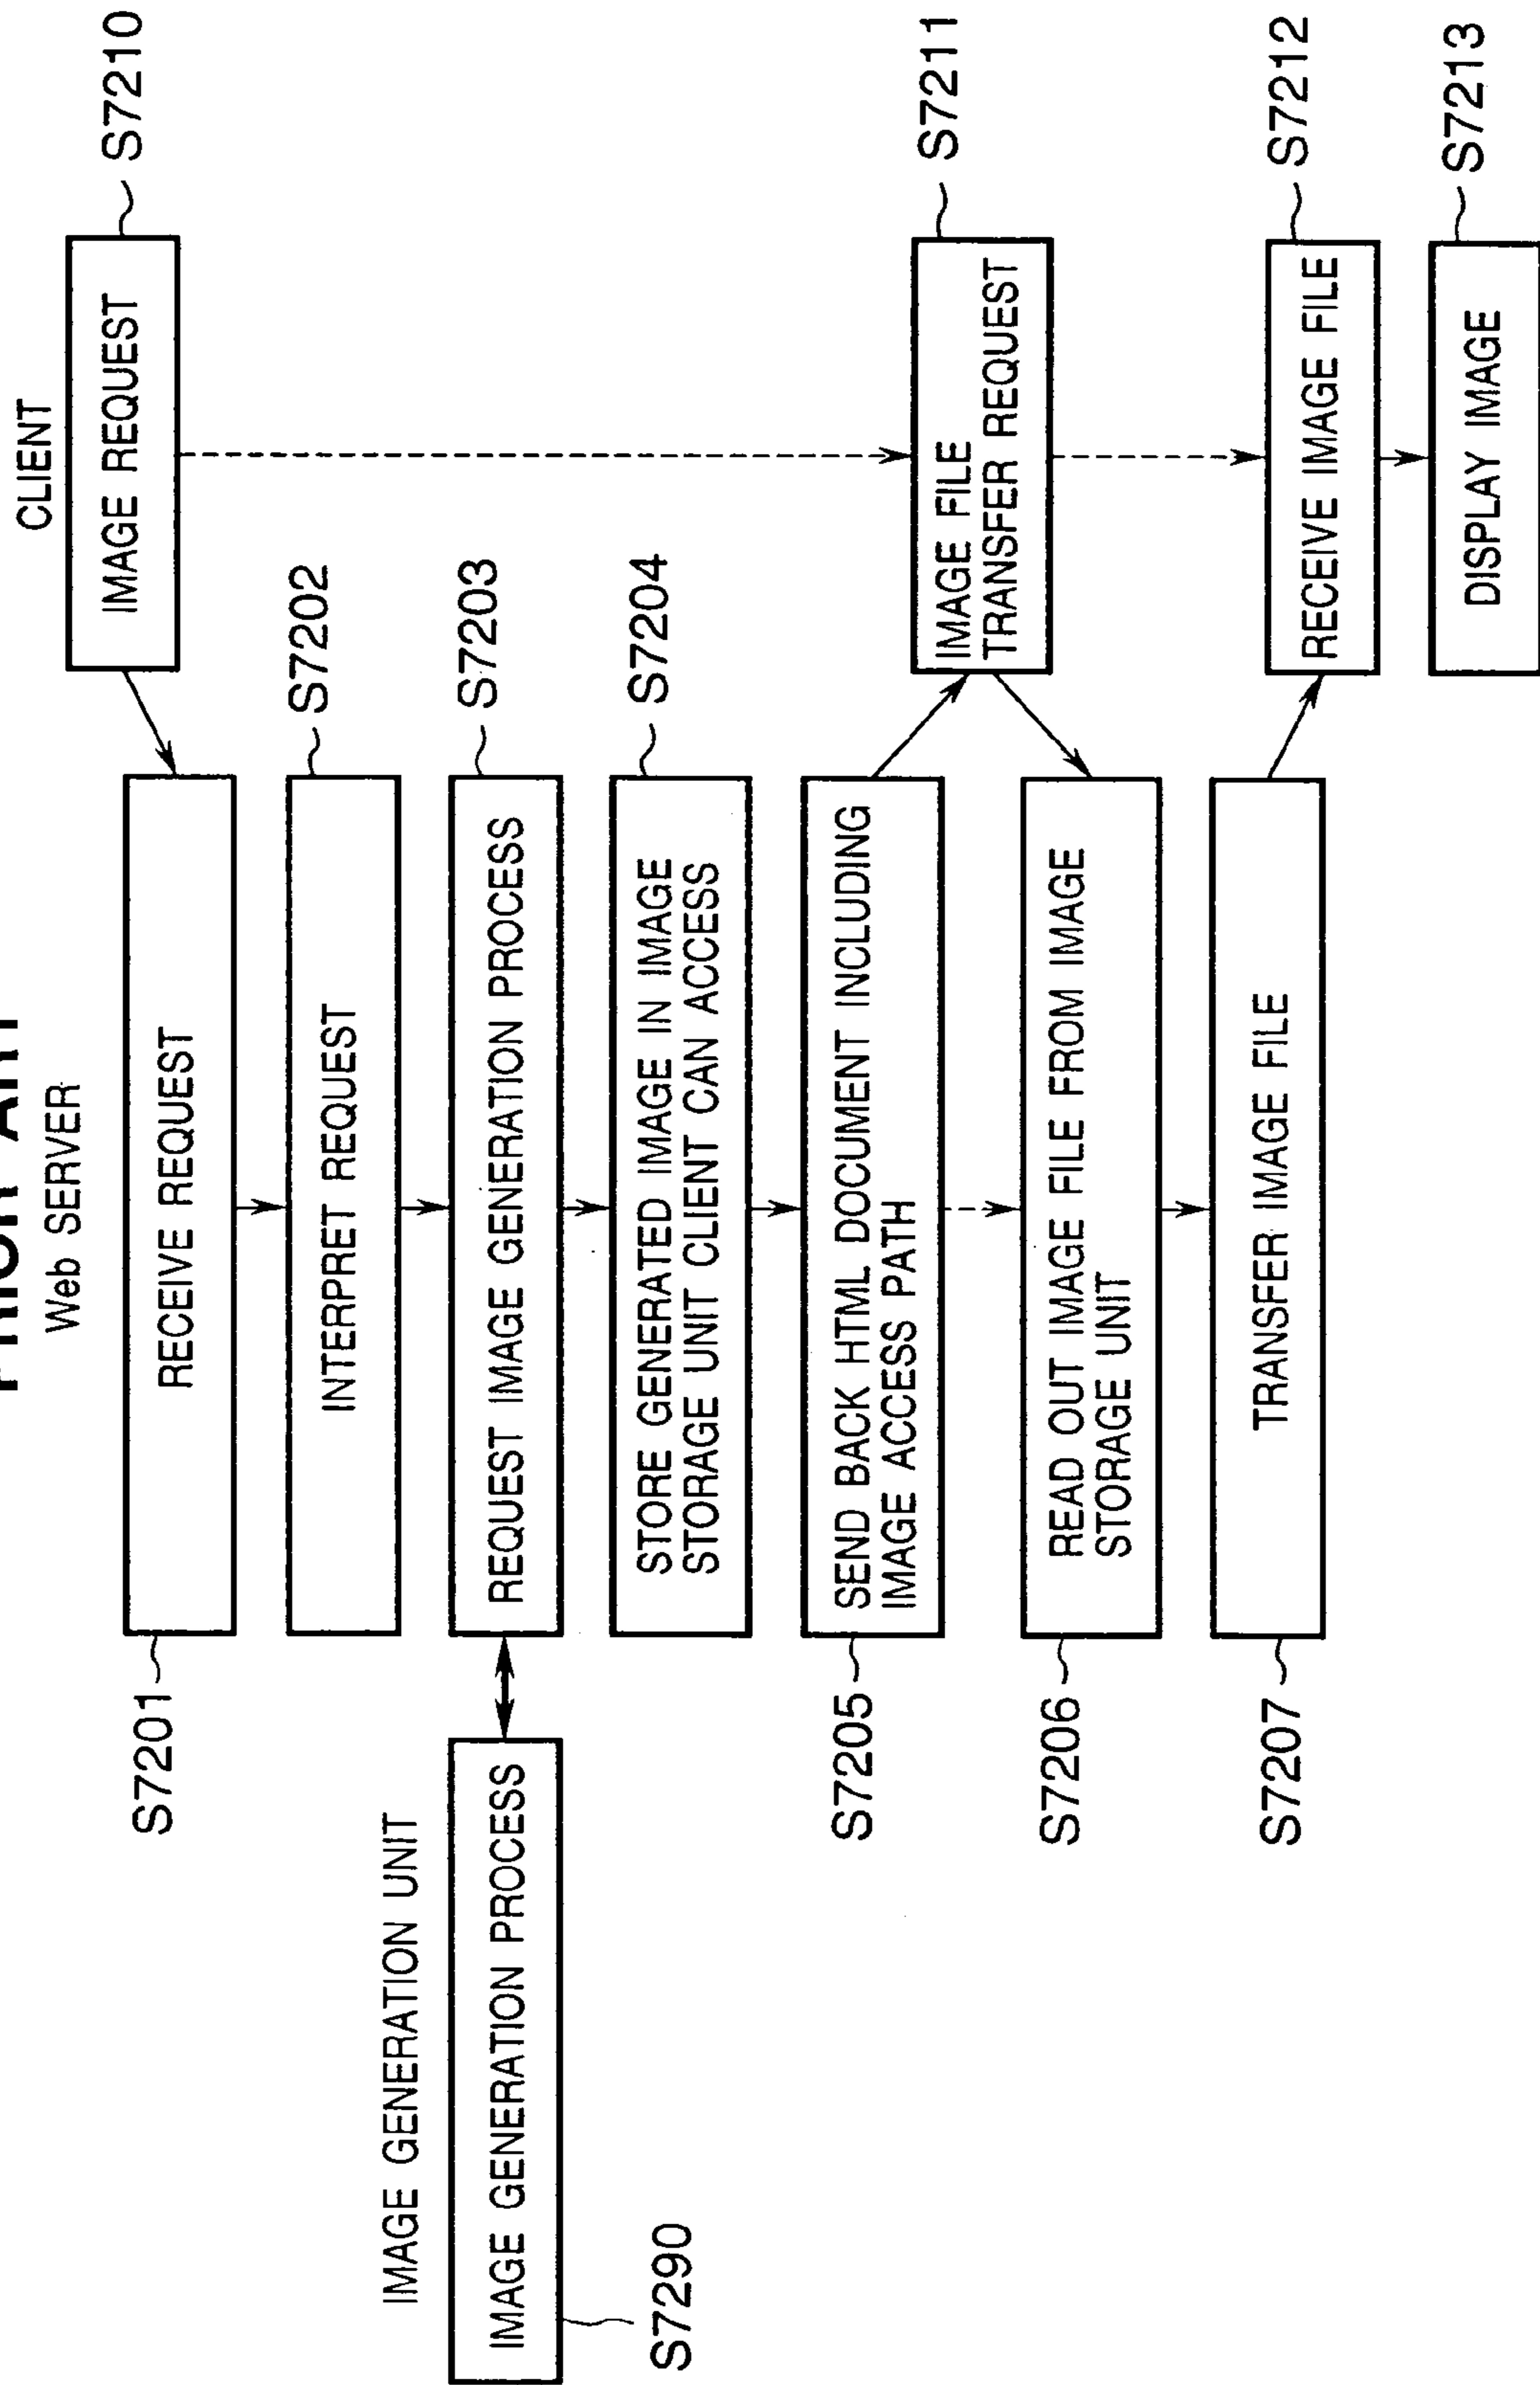 PRIOR ART
Web SERVER
CLIENT
IMAGE GENERATION UNIT
IMAGE REQUEST
S7210
S7201
RECEIVE REQUEST
INTERPRET REQUEST
S7202
IMAGE GENERATION PROCESS
S7290
REQUEST IMAGE GENERATION PROCESS
S7203
STORE GENERATED IMAGE IN IMAGE
STORAGE UNIT CLIENT CAN ACCESS
S7204
S7205
SEND BACK HTML DOCUMENT INCLUDING
IMAGE ACCESS PATH
IMAGE FILE
TRANSFER REQUEST
S7211
S7206
READ OUT IMAGE FILE FROM IMAGE
STORAGE UNIT
S7207
TRANSFER IMAGE FILE
RECEIVE IMAGE FILE
S7212
DISPLAY IMAGE
S7213